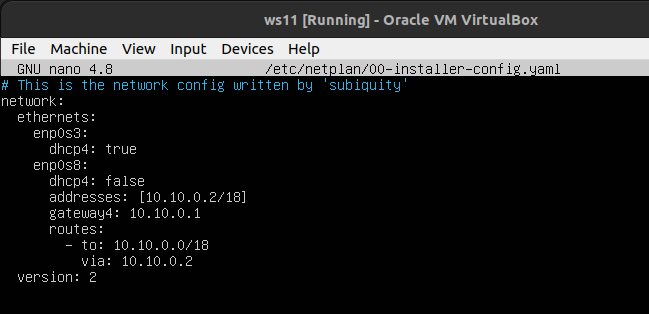 ws11 [Running] - Oracle VM VirtualBox
File Machine View Input Devices Help
GNU nano 4.8 /etc/netplan/00-installer-config.yaml
# This is the network config written by 'subiquity'
network:
  ethernets:
    enp0s3:
      dhcp4: true
    enp0s8:
      dhcp4: false
      addresses: [10.10.0.2/18]
      gateway4: 10.10.0.1
      routes:
        - to: 10.10.0.0/18
          via: 10.10.0.2
  version: 2